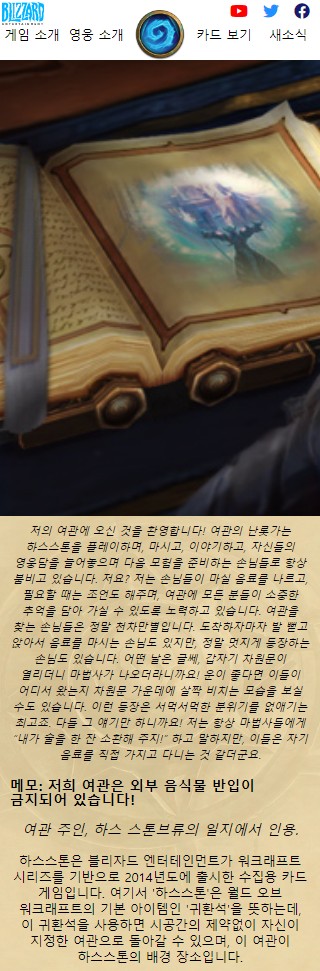 BLIZZARD
ENTERTAINMENT
게임 소개 영웅 소개 카드 보기 새소식
저의 여관에 오신 것을 환영합니다! 여관의 난롯가는
하스스톤을 플레이하며, 마시고, 이야기하고, 자신들의
영웅담을 늘어놓으며 다음 모험을 준비하는 손님들로 항상
붐비고 있습니다. 저요? 저는 손님들이 마실 음료를 나르고,
필요할 때는 조언도 해주며, 여관에 모든 분들이 소중한
추억을 담아 가실 수 있도록 노력하고 있습니다. 여관을
찾는 손님들은 정말 천차만별입니다. 도착하자마자 발 뻗고
앉아서 음료를 마시는 손님도 있지만, 정말 멋지게 등장하는
손님도 있습니다. 어떤 날은 글쎄, 갑자기 차원문이
열리더니 마법사가 나오더라니까요! 운이 좋다면 이들이
어디서 왔는지 차원문 가운데에 살짝 비치는 모습을 보실
수도 있습니다. 이런 등장은 서먹서먹한 분위기를 없애기는
최고죠. 다들 그 얘기만 하니까요! 저는 항상 마법사들에게
"내가 술을 한 잔 소환해 주지!" 하고 말하지만, 이들은 자기
음료를 직접 가지고 다니는 것 같더군요.
메모: 저희 여관은 외부 음식물 반입이
금지되어 있습니다!
여관 주인, 하스 스톤브류의 일지에서 인용.
하스스톤은 블리자드 엔터테인먼트가 워크래프트
시리즈를 기반으로 2014년도에 출시한 수집용 카드
게임입니다. 여기서 '하스스톤'은 월드 오브
워크래프트의 기본 아이템인 '귀환석'을 뜻하는데,
이 귀환석을 사용하면 시공간의 제약없이 자신이
지정한 여관으로 돌아갈 수 있으며, 이 여관이
하스스톤의 배경 장소입니다.